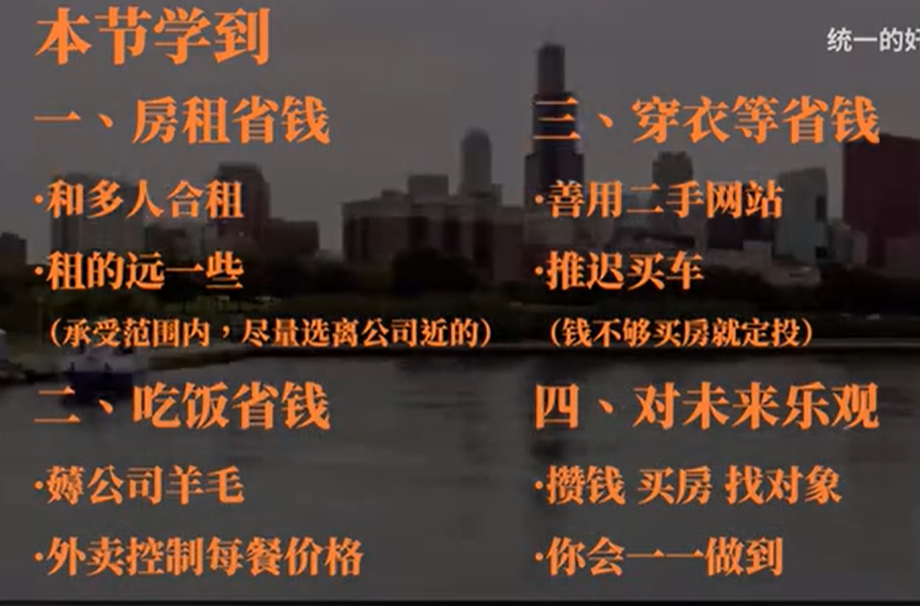 本节学到
统一的好
一、房租省钱
·和多人合租
·租的远一些
（承受范围内，尽量选离公司近的）
二、吃饭省钱
·薅公司羊毛
·外卖控制每餐价格
三、穿衣等省钱
·善用二手网站
·推迟买车
（钱不够买房就定投）
四、对未来乐观
·攒钱 买房 找对象
·你会一一做到